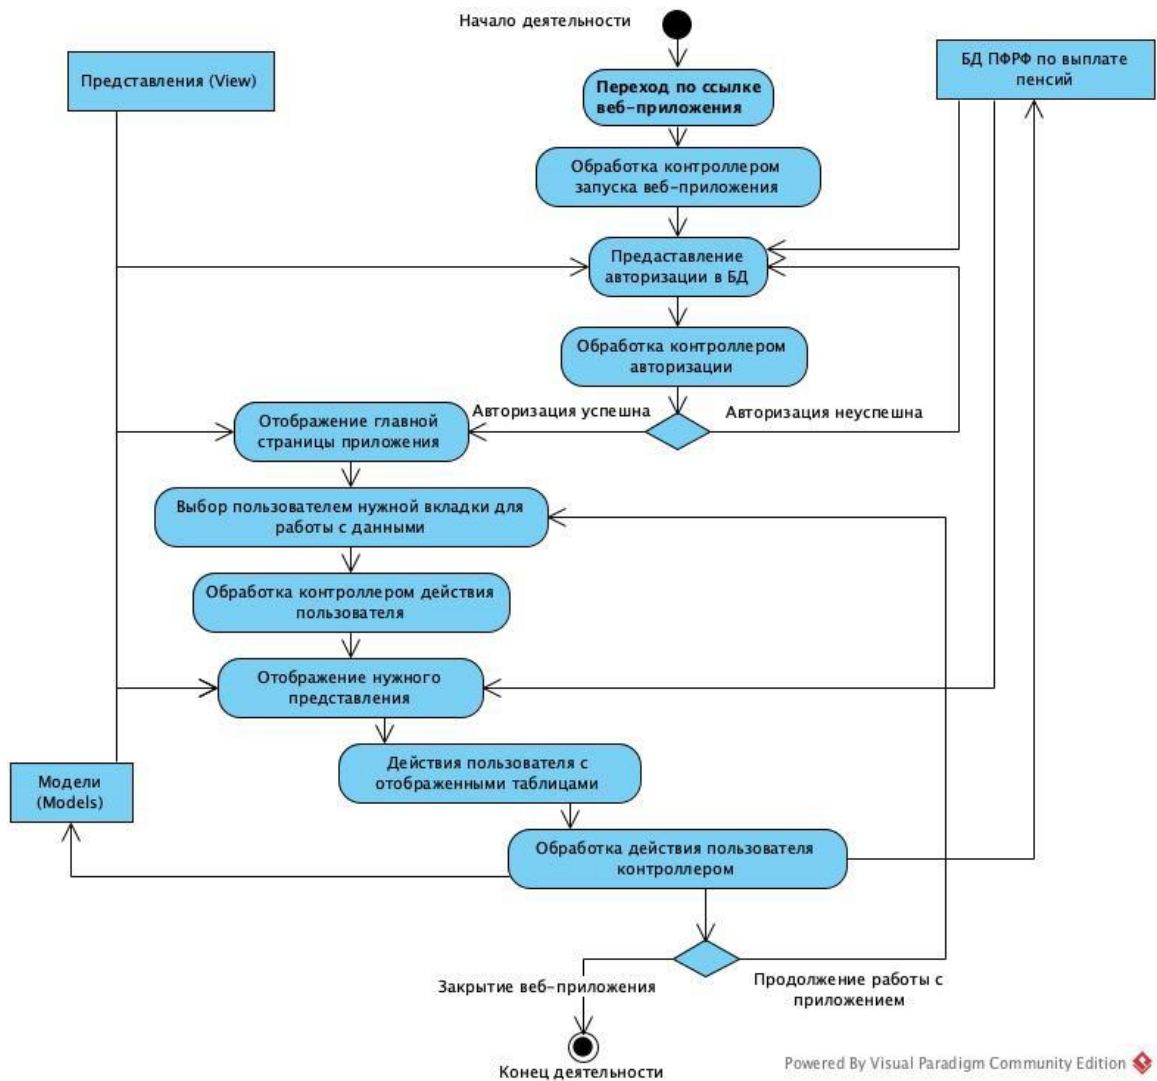 Начало деятельности
Представления (View)
БД ПФРФ по выплате
пенсий
Переход по ссылке
веб-приложения
Обработка контроллером
запуска веб-приложения
Предаставление
авторизации в БД
Обработка контроллером
авторизации
Авторизация успешна
Авторизация неуспешна
Отображение главной
страницы приложения
Выбор пользователем нужной вкладки для
работы с данными
Обработка контроллером действия
пользователя
Отображение нужного
представления
Действия пользователя с
отображенными таблицами
Модели
(Models)
Обработка действия пользователя
контроллером
Закрытие веб-приложения
Продолжение работы с
приложением
Конец деятельности
Powered By Visual Paradigm Community Edition